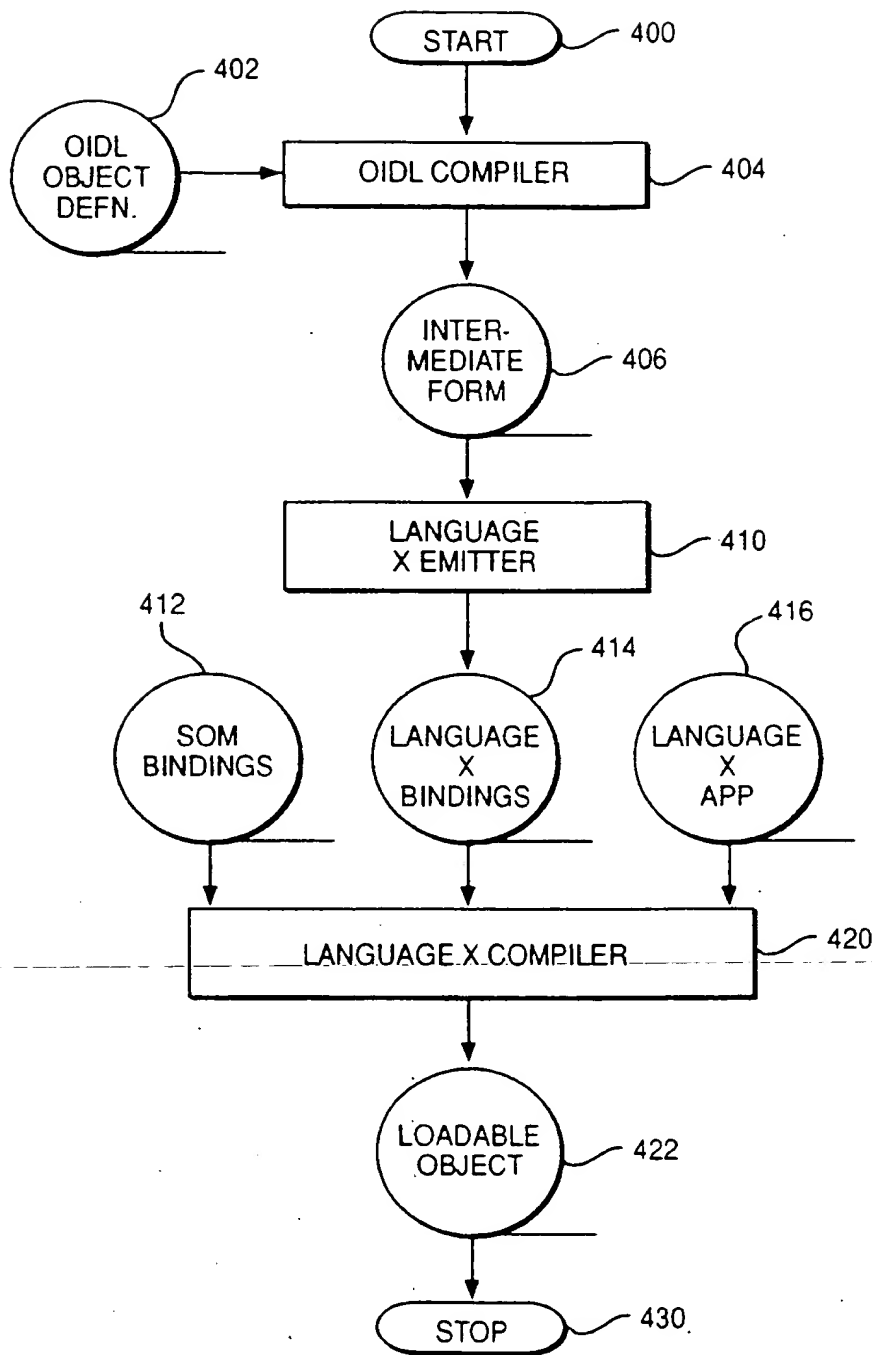 START
400
402
OIDL
OBJECT
DEFN.
OIDL COMPILER
404
INTER-
MEDIATE
FORM
406
LANGUAGE
X EMITTER
410
412
414
416
SOM
BINDINGS
LANGUAGE
X
BINDINGS
LANGUAGE
X
APP
LANGUAGE X COMPILER
420
LOADABLE
OBJECT
422
STOP
430